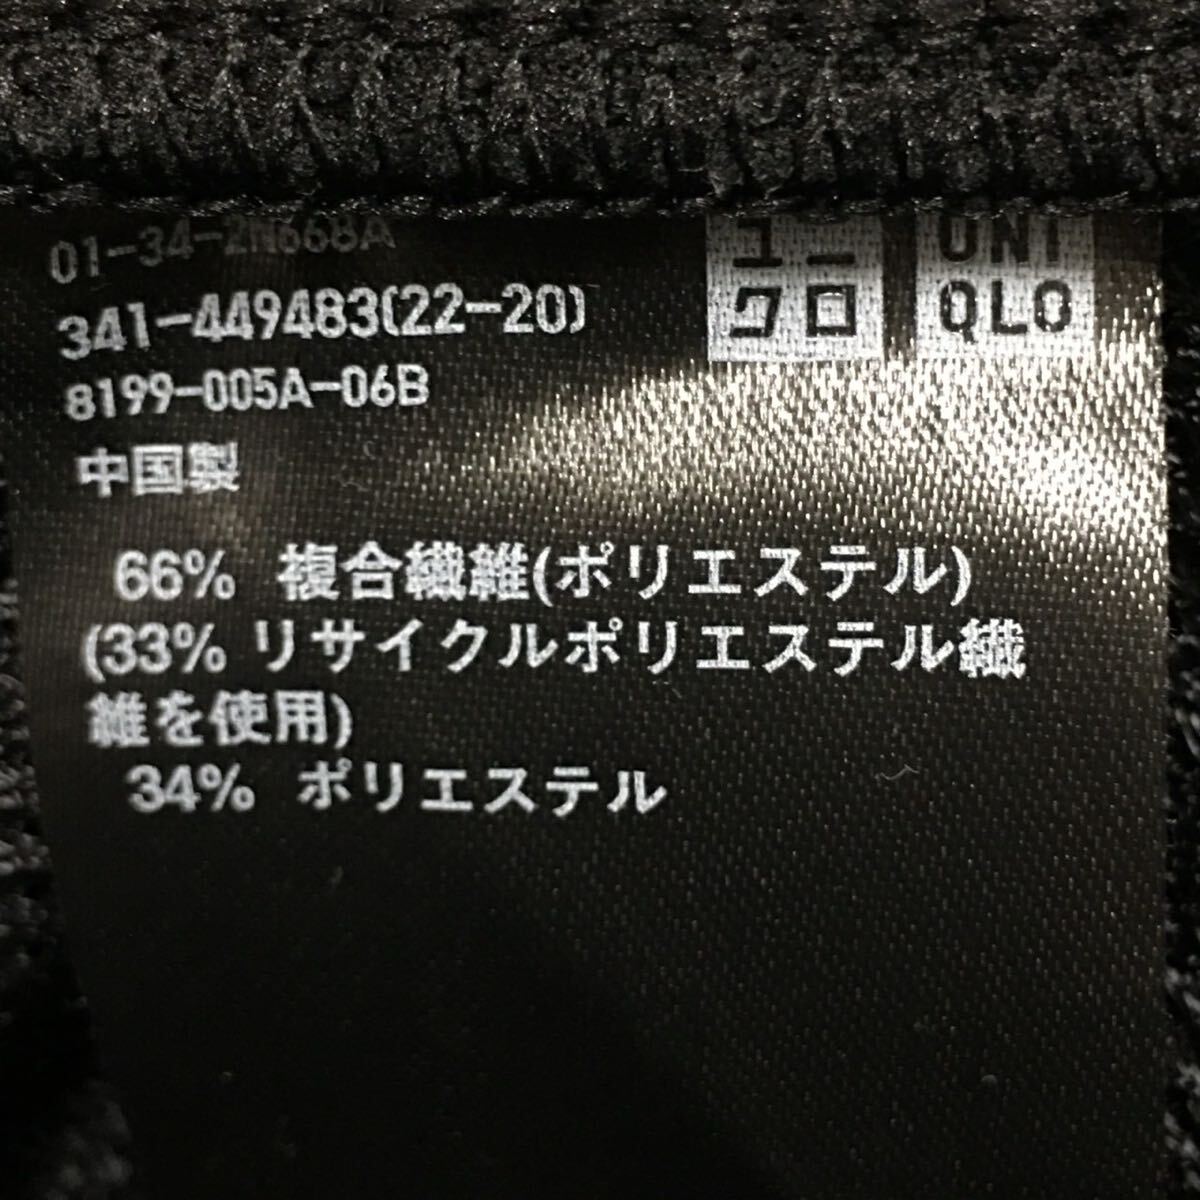 01-34-2N668A
341-449483(22-20)
8199-005A-06B
中国製
ユニ
クロ
UNI
QLO
66% 複合繊維(ポリエステル)
(33% リサイクルポリエステル繊
維を使用)
34% ポリエステル